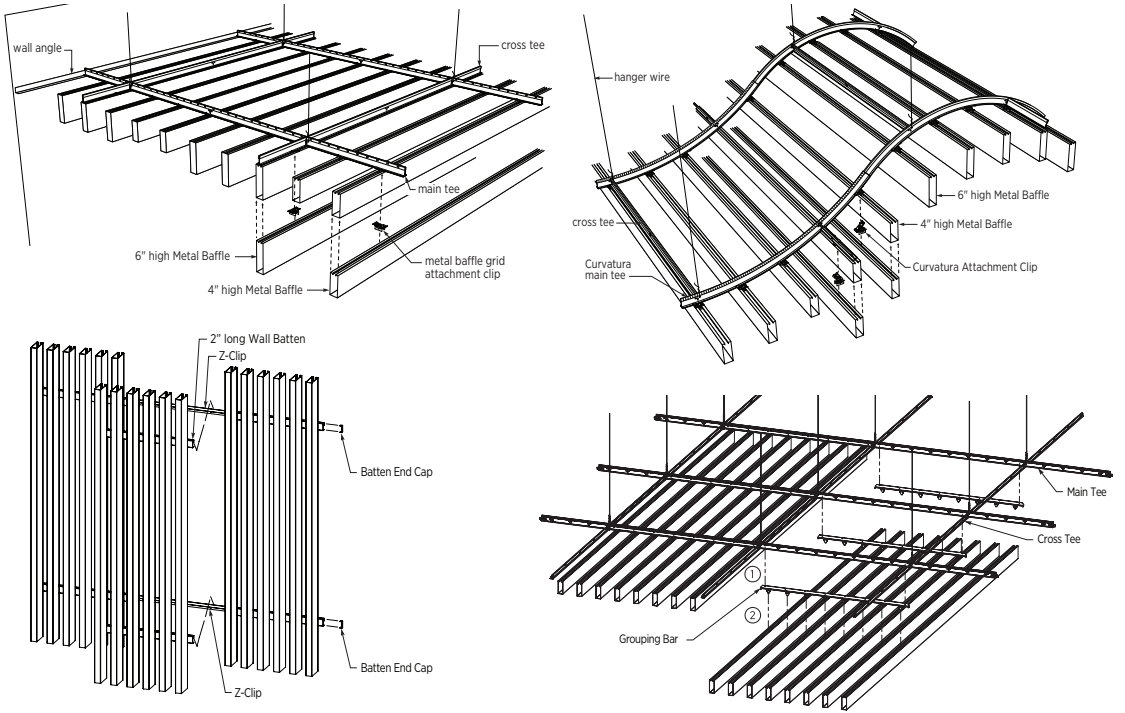 wall angle
cross tee
main tee
6" high Metal Baffle
metal baffle grid
attachment clip
4" high Metal Baffle
hanger wire
6" high Metal Baffle
cross tee
4" high Metal Baffle
Curvatura
main tee
Curvatura Attachment Clip
2" long Wall Batten
Z-Clip
Batten End Cap
Batten End Cap
Z-Clip
Main Tee
Cross Tee
1
2
Grouping Bar